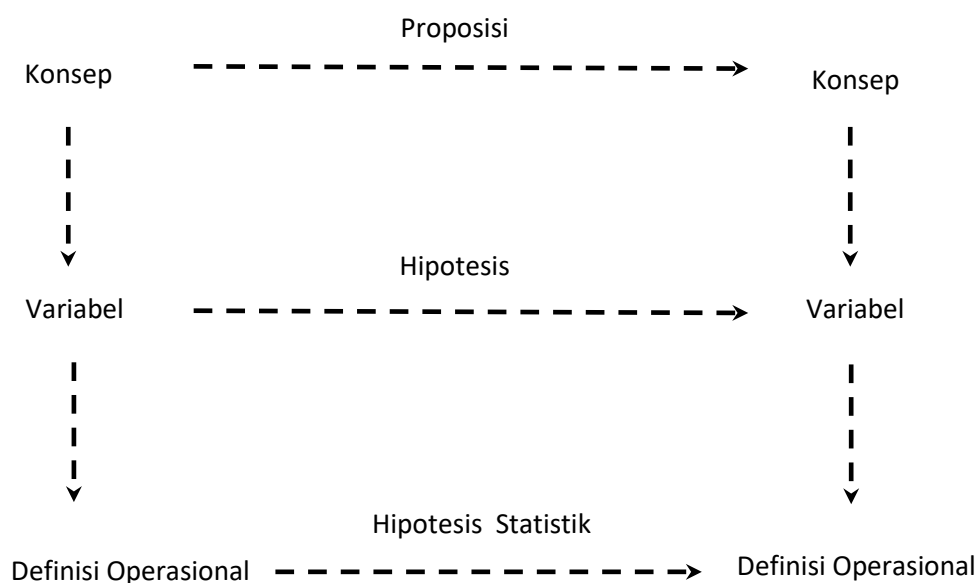 Proposisi
Konsep
Konsep
Hipotesis
Variabel
Variabel
Hipotesis Statistik
Definisi Operasional
Definisi Operasional